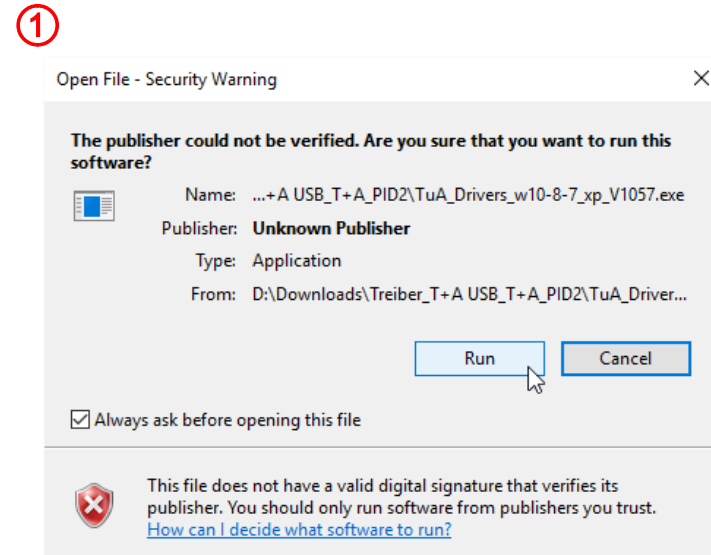 1
Open File - Security Warning
The publisher could not be verified. Are you sure that you want to run this
software?
Name: ...+A USB_T+A_PID2\TuA_Drivers_w10-8-7_xp_V1057.exe
Publisher: Unknown Publisher
Type: Application
From: D:\Downloads\Treiber_T+A USB_T+A_PID2\TuA_Driver...
Run Cancel
Always ask before opening this file
This file does not have a valid digital signature that verifies its
publisher. You should only run software from publishers you trust.
How can I decide what software to run?